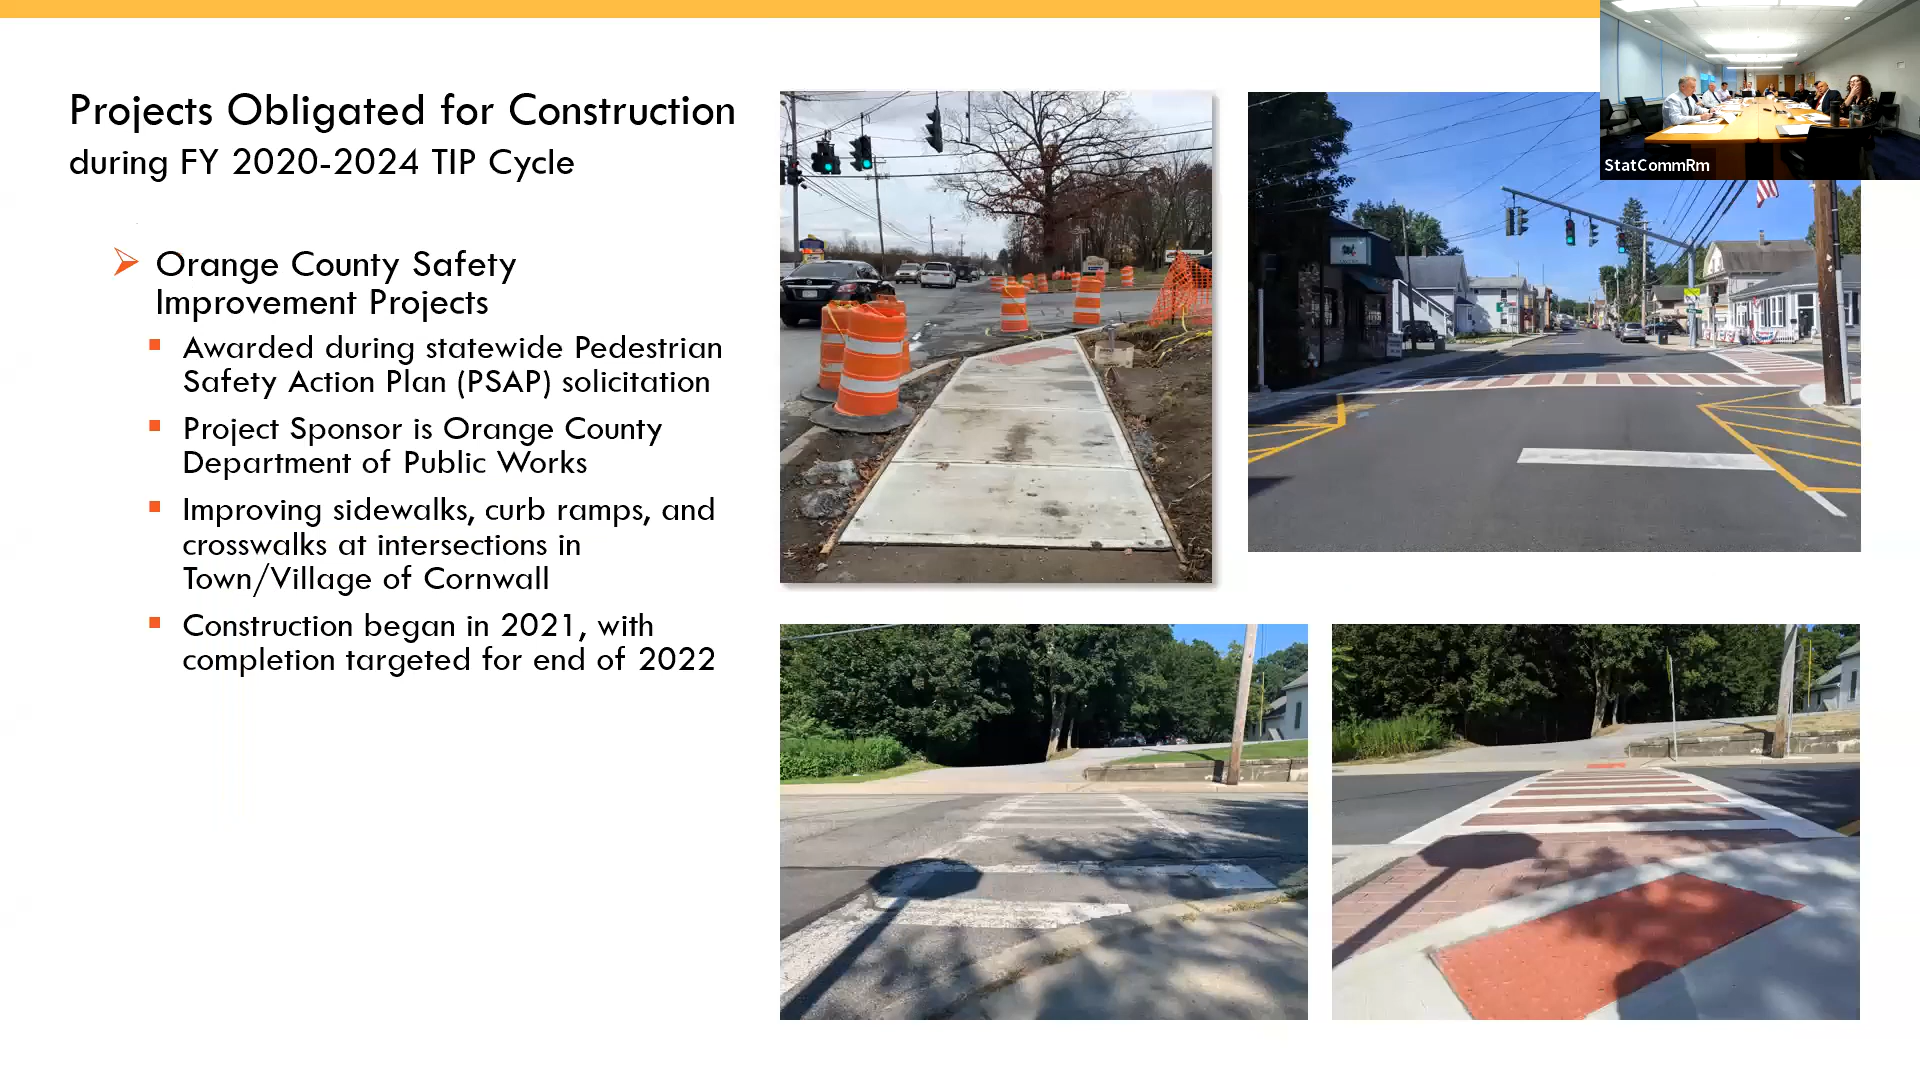 Projects Obligated for Construction
during FY 2020-2024 TIP Cycle
Orange County Safety
Improvement Projects
Awarded during statewide Pedestrian
Safety Action Plan (PSAP) solicitation
Project Sponsor is Orange County
Department of Public Works
Improving sidewalks, curb ramps, and
crosswalks at intersections in
Town/Village of Cornwall
Construction began in 2021, with
completion targeted for end of 2022
StatCommRm